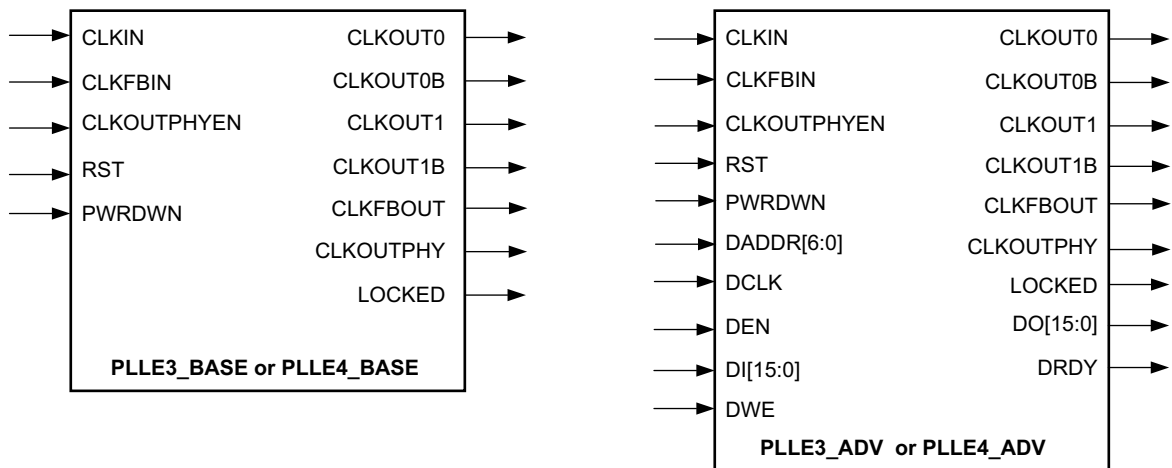 CLKIN
CLKOUT0
CLKFBIN
CLKOUT0B
CLKOUTPHYEN
CLKOUT1
RST
CLKOUT1B
PWRDWN
CLKFBOUT
CLKOUTPHY
LOCKED
PLLE3_BASE or PLLE4_BASE
CLKIN
CLKOUT0
CLKFBIN
CLKOUT0B
CLKOUTPHYEN
CLKOUT1
RST
CLKOUT1B
PWRDWN
CLKFBOUT
DADDR[6:0]
CLKOUTPHY
DCLK
LOCKED
DEN
DO[15:0]
DI[15:0]
DRDY
DWE
PLLE3_ADV or PLLE4_ADV